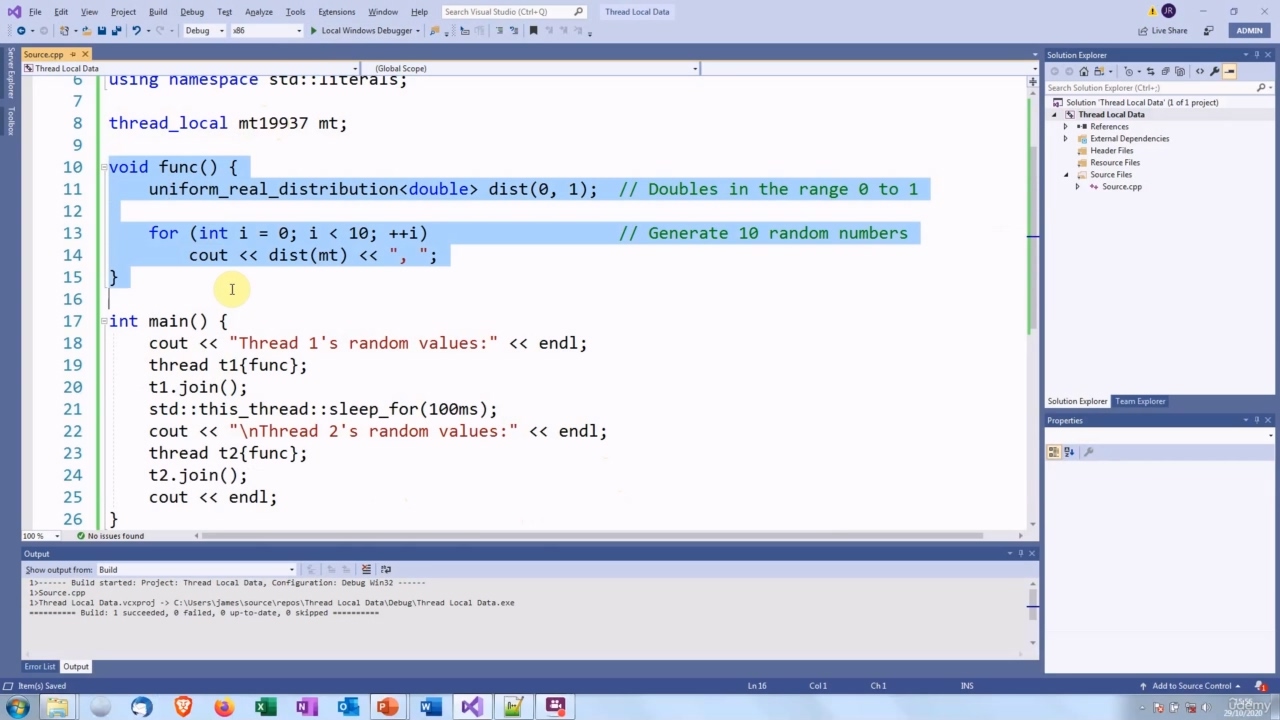 File Edit View Project Build Debug Test Analyze Tools Extensions Window Help Search Visual Studio (Ctrl+Q) Thread Local Data JR
Debug x86 Local Windows Debugger Live Share ADMIN
Server Explorer
Toolbox
Source.cpp
Thread Local Data (Global Scope)
6 using namespace std::literals;
7
8 thread_local mt19937 mt;
9
10 void func() {
11 uniform_real_distribution<double> dist(0, 1); // Doubles in the range 0 to 1
12
13 for (int i = 0; i < 10; ++i) // Generate 10 random numbers
14 cout << dist(mt) << ", ";
15 }
16
17 int main() {
18 cout << "Thread 1's random values:" << endl;
19 thread t1{func};
20 t1.join();
21 std::this_thread::sleep_for(100ms);
22 cout << "\nThread 2's random values:" << endl;
23 thread t2{func};
24 t2.join();
25 cout << endl;
26 }
100 % No issues found
Output
Show output from: Build
1>------ Build started: Project: Thread Local Data, Configuration: Debug Win32 ------
1>Source.cpp
1>Thread Local Data.vcxproj -> C:\Users\james\source\repos\Thread Local Data\Debug\Thread Local Data.exe
========== Build: 1 succeeded, 0 failed, 0 up-to-date, 0 skipped ==========
Error List Output
Solution Explorer
Search Solution Explorer (Ctrl+;)
Solution 'Thread Local Data' (1 of 1 project)
Thread Local Data
References
External Dependencies
Header Files
Resource Files
Source Files
Source.cpp
Solution Explorer Team Explorer
Properties
Item(s) Saved Ln 16 Col 1 Ch 1 INS Add to Source Control 1
Udemy
29/10/2020